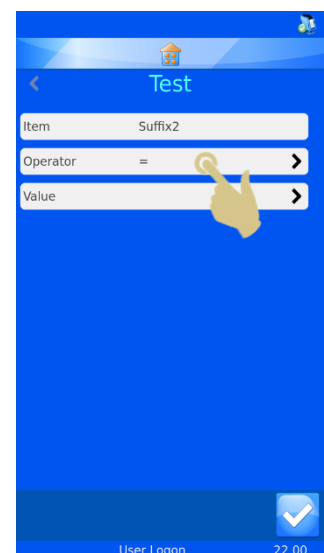 Test
Item Suffix2
Operator =
Value
User Logon 22.00